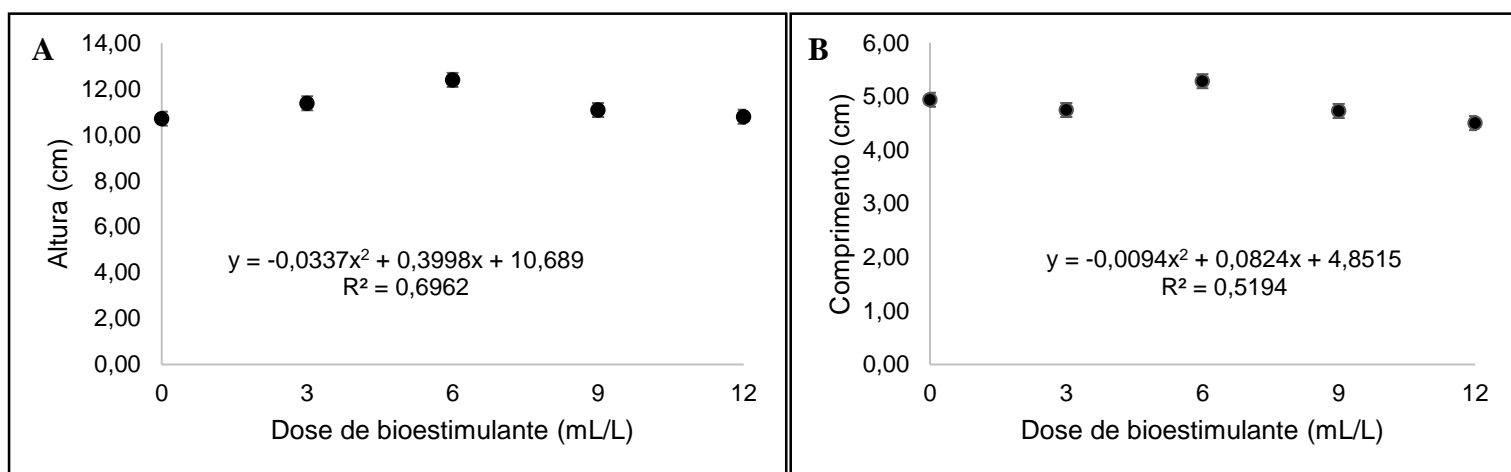 A
14,00
12,00
10,00
8,00
6,00
4,00
2,00
0,00
Altura (cm)
y = -0,0337x² + 0,3998x + 10,689
R² = 0,6962
0 3 6 9 12
Dose de bioestimulante (mL/L)
B
6,00
5,00
4,00
3,00
2,00
1,00
0,00
Comprimento (cm)
y = -0,0094x² + 0,0824x + 4,8515
R² = 0,5194
0 3 6 9 12
Dose de bioestimulante (mL/L)